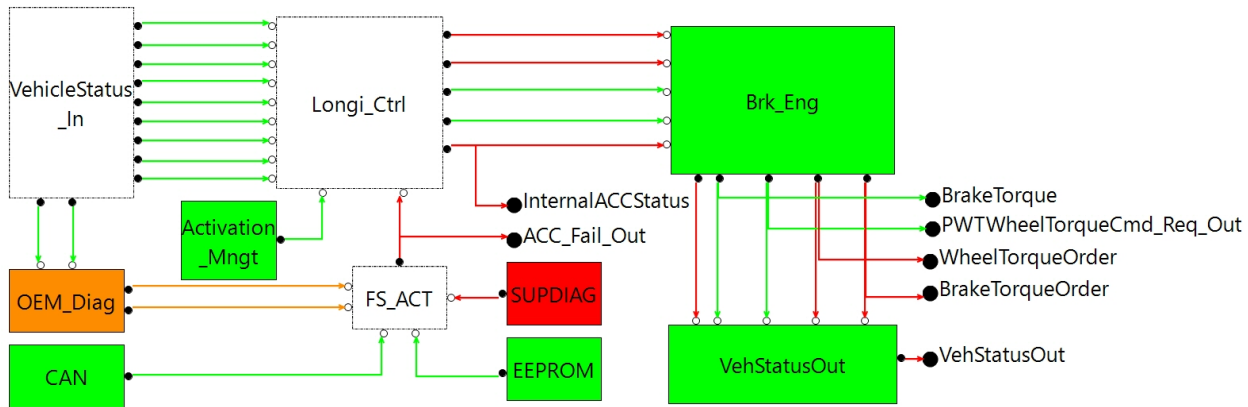 VehicleStatus
_In
Longi_Ctrl
Brk_Eng
Activation
_Mngt
InternalACCStatus
ACC_Fail_Out
BrakeTorque
PWTWheelTorqueCmd_Req_Out
WheelTorqueOrder
BrakeTorqueOrder
OEM_Diag
FS_ACT
SUPDIAG
CAN
EEPROM
VehStatusOut
VehStatusOut